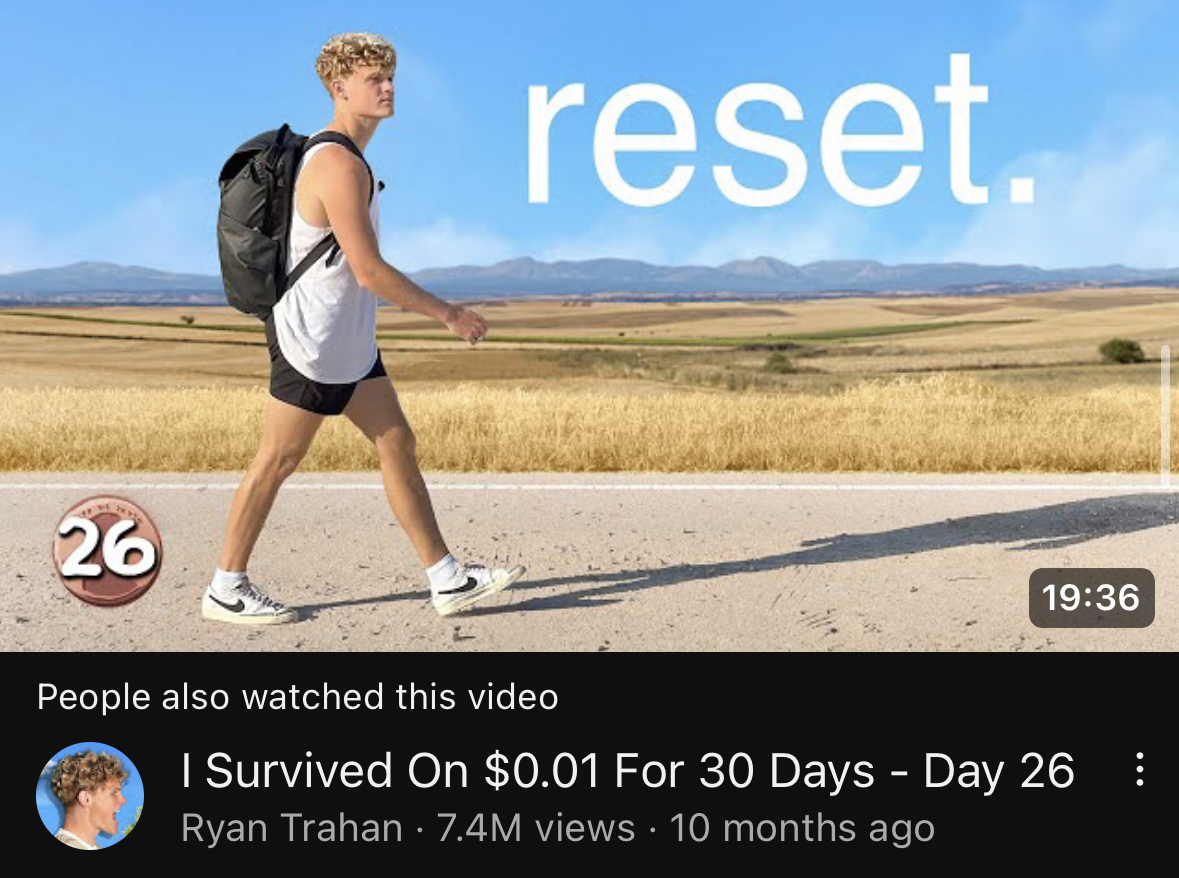 reset.
26
19:36
People also watched this video
I Survived On $0.01 For 30 Days - Day 26
Ryan Trahan · 7.4M views · 10 months ago